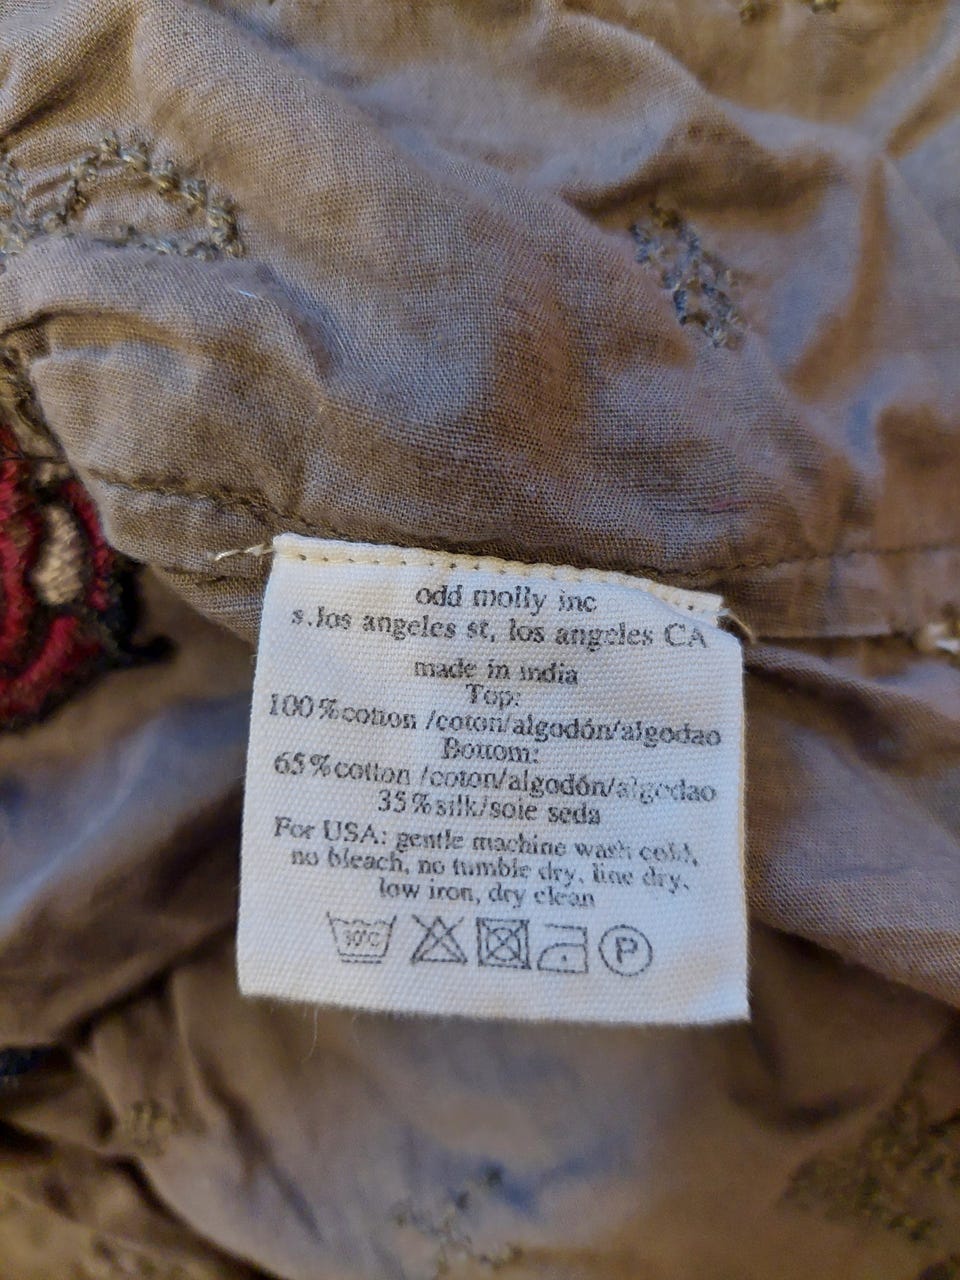 odd molly inc
s.los angeles st, los angeles CA
made in india
Top:
100%cotton /coton/algodón/algodao
Bottom:
65%cotton /coton/algodón/algodao
35%silk/soie seda
For USA: gentle machine wash cold,
no bleach, no tumble dry, line dry,
low iron, dry clean
30°C P